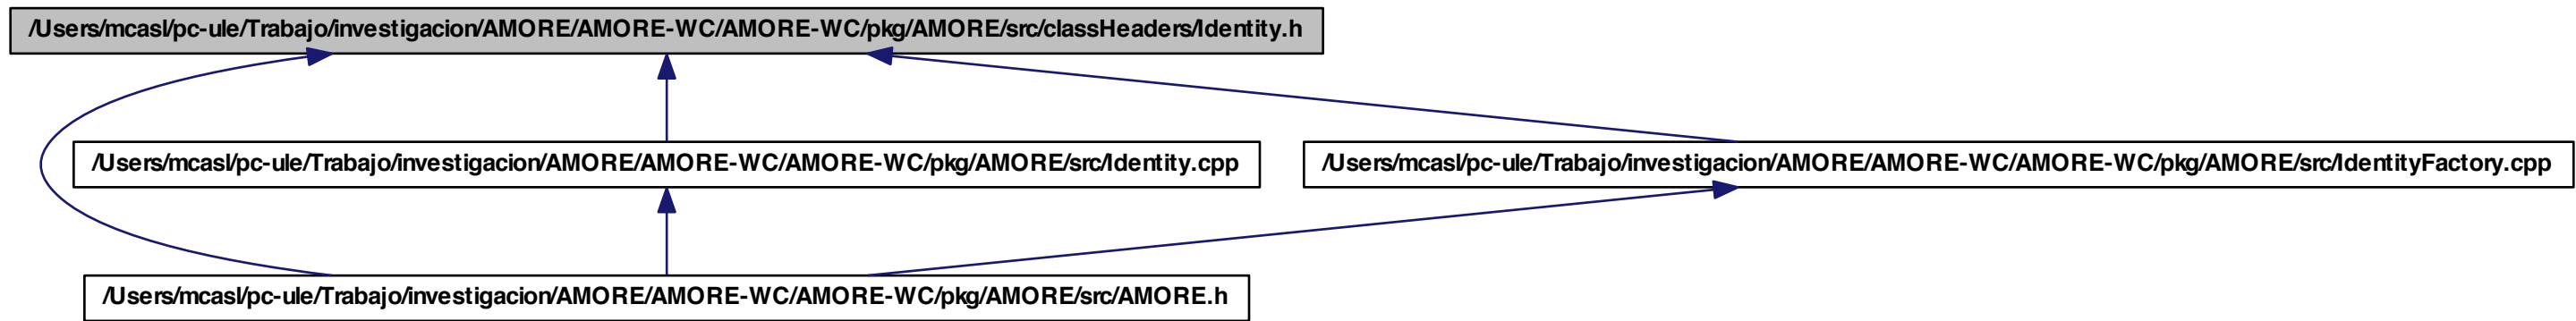 /Users/mcasl/pc-ule/Trabajo/investigacion/AMORE/AMORE-WC/AMORE-WC/pkg/AMORE/src/classHeaders/Identity.h
/Users/mcasl/pc-ule/Trabajo/investigacion/AMORE/AMORE-WC/AMORE-WC/pkg/AMORE/src/Identity.cpp
/Users/mcasl/pc-ule/Trabajo/investigacion/AMORE/AMORE-WC/AMORE-WC/pkg/AMORE/src/IdentityFactory.cpp
/Users/mcasl/pc-ule/Trabajo/investigacion/AMORE/AMORE-WC/AMORE-WC/pkg/AMORE/src/AMORE.h